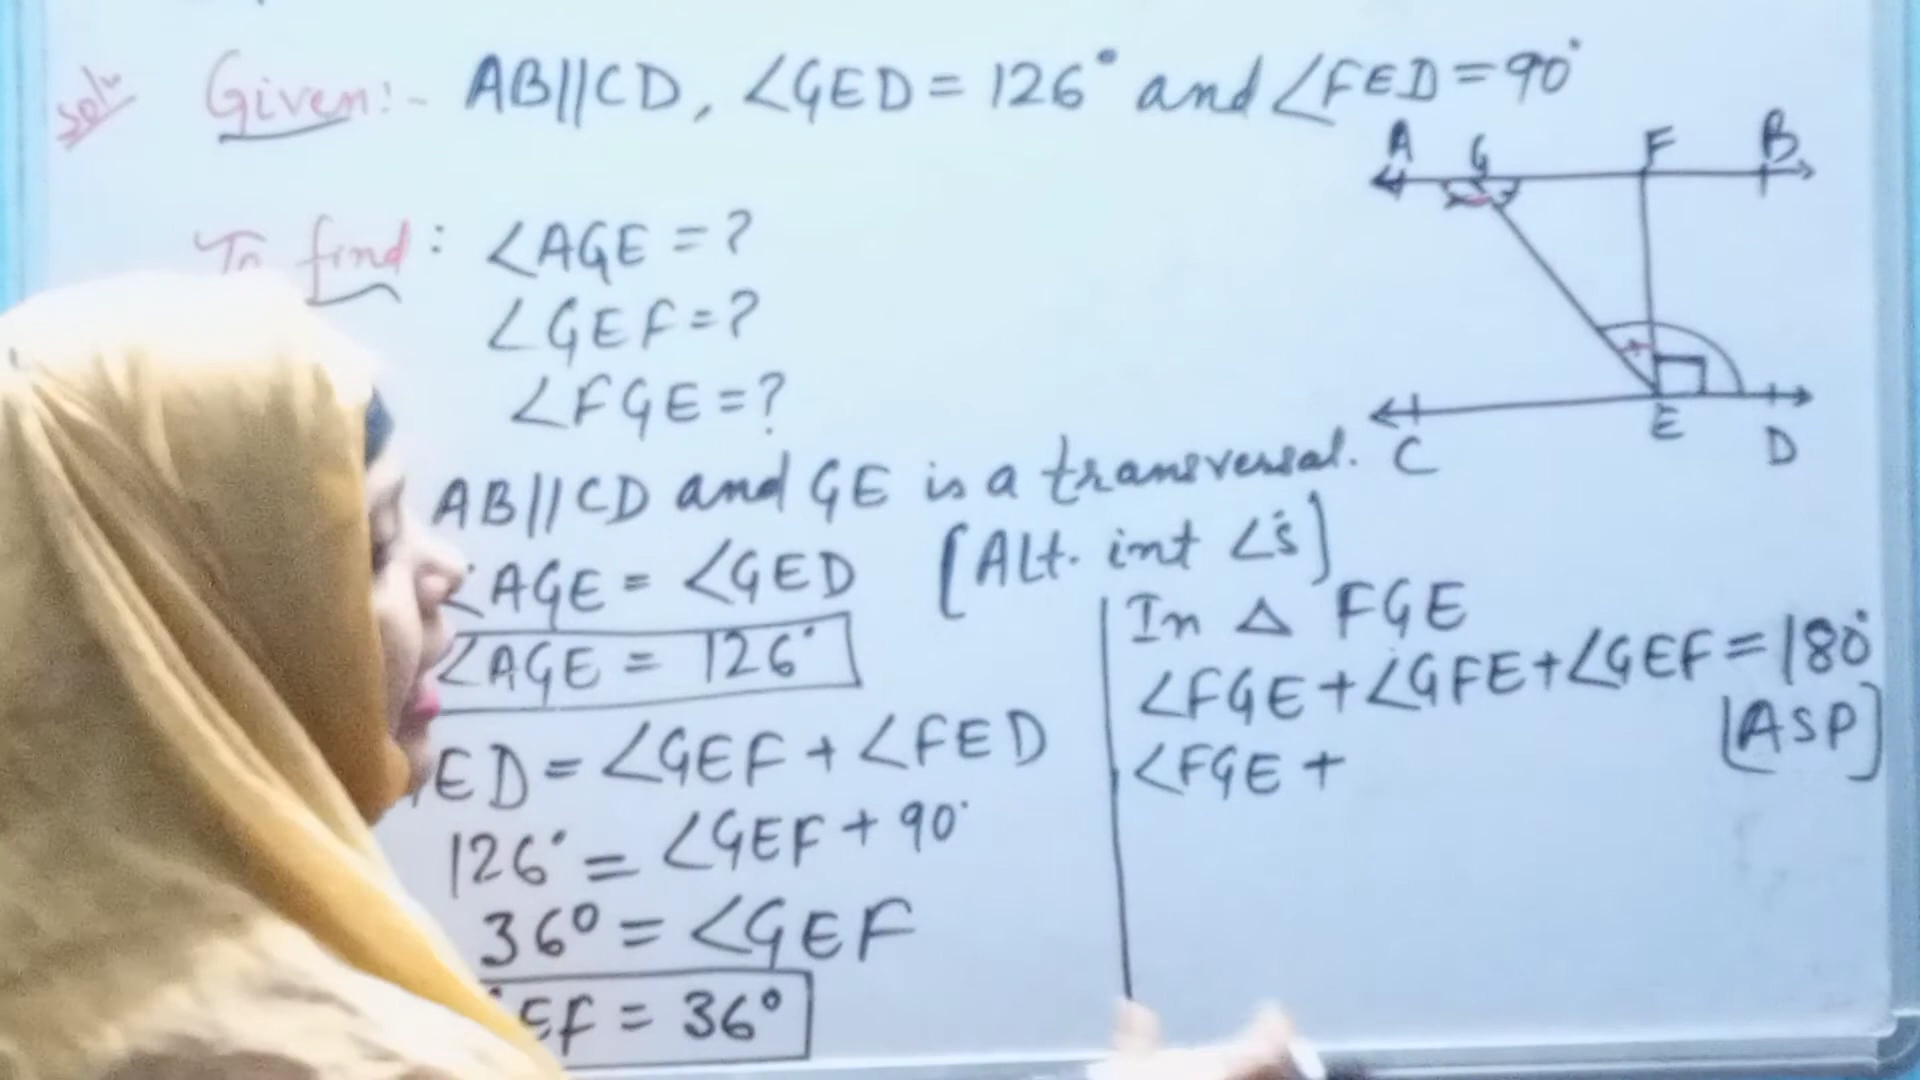 Soln Given:- AB//CD, ∠GED = 126° and ∠FED = 90°
A G F B
To find: ∠AGE = ?
∠GEF = ?
∠FGE = ?
C E D
AB//CD and GE is a transversal.
∠AGE = ∠GED [Alt. int ∠'s]
∠AGE = 126°
ED = ∠GEF + ∠FED
126° = ∠GEF + 90°
36° = ∠GEF
EF = 36°
In △ FGE
∠FGE + ∠GFE + ∠GEF = 180°
[ASP]
∠FGE +